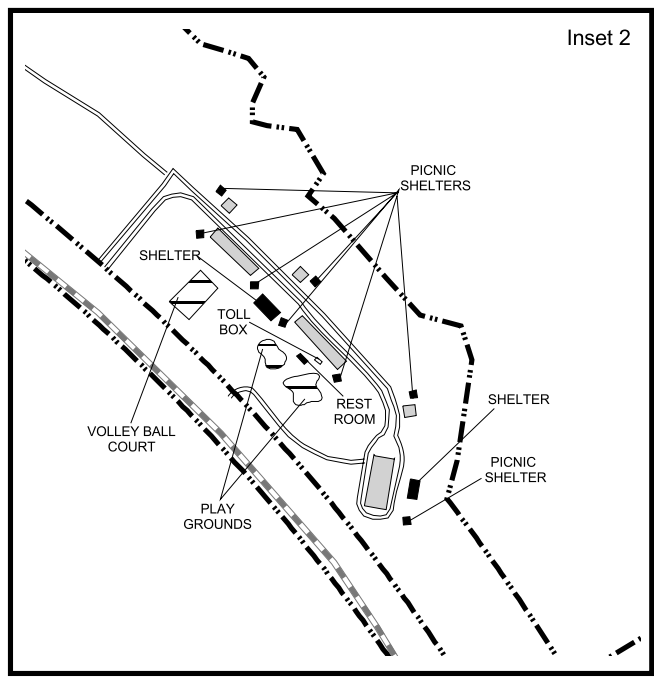 Inset 2
PICNIC
SHELTERS
SHELTER
TOLL
BOX
REST
ROOM
SHELTER
VOLLEY BALL
COURT
PICNIC
SHELTER
PLAY
GROUNDS